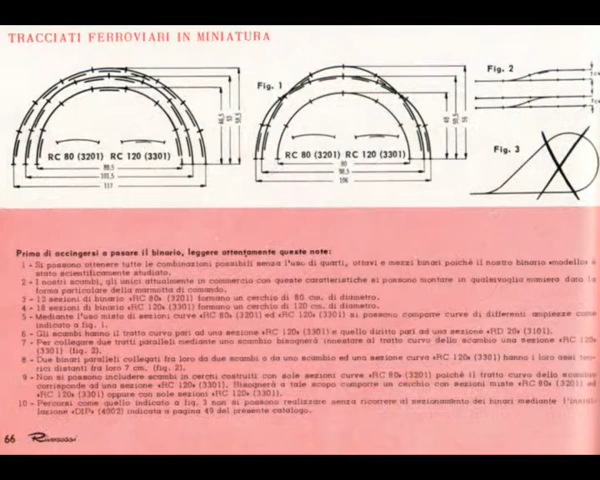 TRACCIATI FERROVIARI IN MINIATURA
Fig. 1
Fig. 2
Fig. 3
RC 80 (3201) RC 120 (3301)
RC 80 (3201) RC 120 (3301)
Prima di accingersi a posare il binario, leggere attentamente queste note:
1 - Si possono ottenere tutte le combinazioni possibili senza l'uso di quarti, ottavi e mezzi binari poichè il nostro binario «modello» è
stato scientificamente studiato.
2 - I nostri scambi, gli unici attualmente in commercio con queste caratteristiche si possono montare in qualsivoglia maniera data la
forma particolare della marmotta di comando.
3 - 12 sezioni di binario «RC 80» (3201) formano un cerchio di 80 cm. di diametro.
4 - 18 sezioni di binario «RC 120» (3301) formano un cerchio di 120 cm. di diametro.
5 - Mediante l'uso misto di sezioni curve «RC 80» (3201) ed «RC 120» (3301) si possono comporre curve di differenti ampiezze come
indicato a fig. 1.
6 - Gli scambi hanno il tratto curvo pari ad una sezione «RC 120» (3301) e quello diritto pari ad una sezione «RD 20» (3101).
7 - Per collegare due tratti paralleli mediante uno scambio bisognerà innestare al tratto curvo dello scambio una sezione «RC 120»
(3301) (fig. 2).
8 - Due binari paralleli collegati fra loro da due scambi o da uno scambio ed una sezione curva «RC 120» (3301) hanno i loro assi teo-
rici distanti fra loro 7 cm. (fig. 2).
9 - Non si possono includere scambi in cerchi costruiti con sole sezioni curve «RC 80» (3201) poichè il tratto curvo dello scambio
corrisponde ad una sezione «RC 120» (3301). Bisognerà a tale scopo comporre un cerchio con sezioni miste «RC 80» (3201) ed
«RC 120» (3301) oppure con sole sezioni «RC 120» (3301).
10 - Percorsi come quello indicato a fig. 3 non si possono realizzare senza ricorrere al sezionamento dei binari mediante l'instal-
lazione «DIP» (4902) indicata a pagina 49 del presente catalogo.
66 Rivarossi